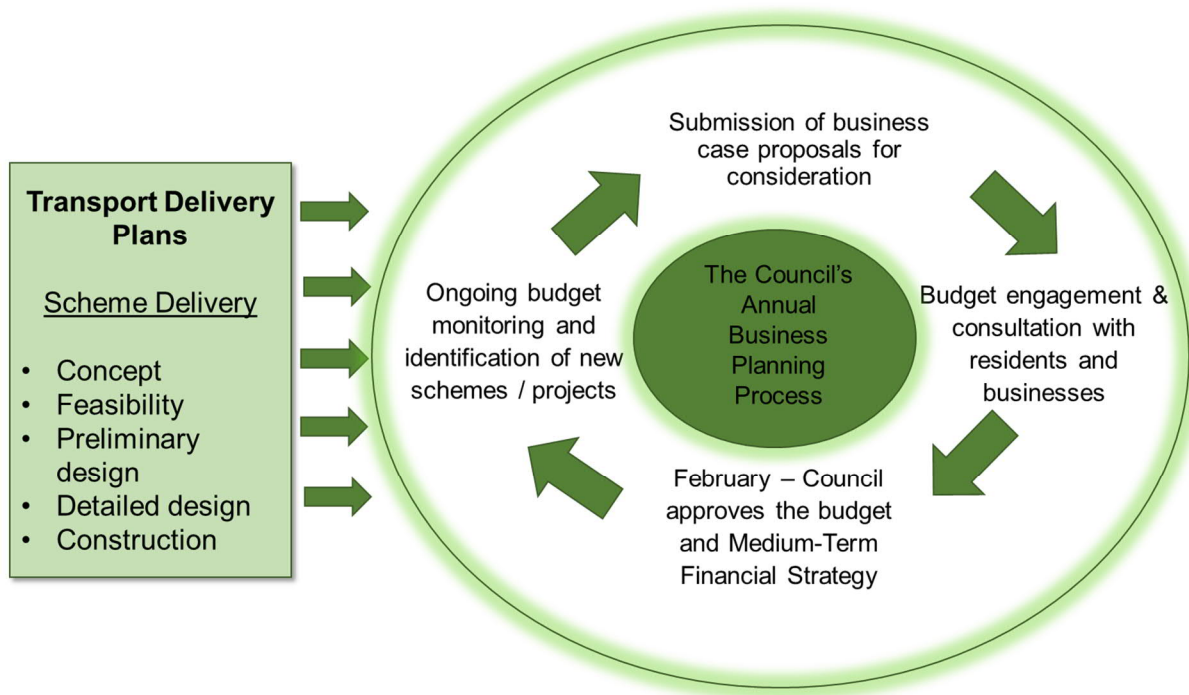 Transport Delivery
Plans
Scheme Delivery
• Concept
• Feasibility
• Preliminary
design
• Detailed design
• Construction
Submission of business
case proposals for
consideration
Budget engagement &
consultation with
residents and
businesses
February – Council
approves the budget
and Medium-Term
Financial Strategy
Ongoing budget
monitoring and
identification of new
schemes / projects
The Council’s
Annual
Business
Planning
Process